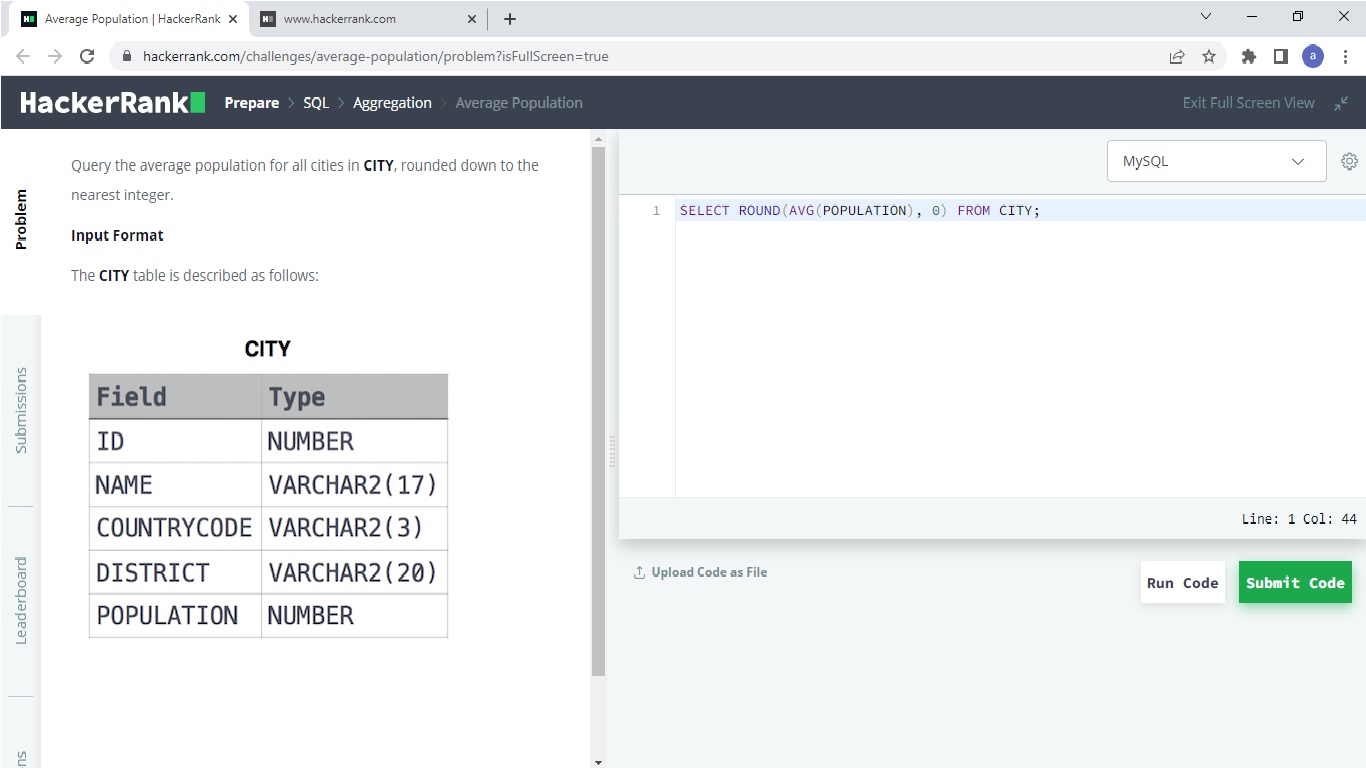 Average Population | HackerRank
www.hackerrank.com
hackerrank.com/challenges/average-population/problem?isFullScreen=true
a
HackerRank
Prepare > SQL > Aggregation > Average Population
Exit Full Screen View
Problem
Submissions
Leaderboard
ns
Query the average population for all cities in CITY, rounded down to the
nearest integer.
Input Format
The CITY table is described as follows:
CITY
Field Type
ID NUMBER
NAME VARCHAR2(17)
COUNTRYCODE VARCHAR2(3)
DISTRICT VARCHAR2(20)
POPULATION NUMBER
MySQL
1 SELECT ROUND(AVG(POPULATION), 0) FROM CITY;
Line: 1 Col: 44
Upload Code as File
Run Code
Submit Code